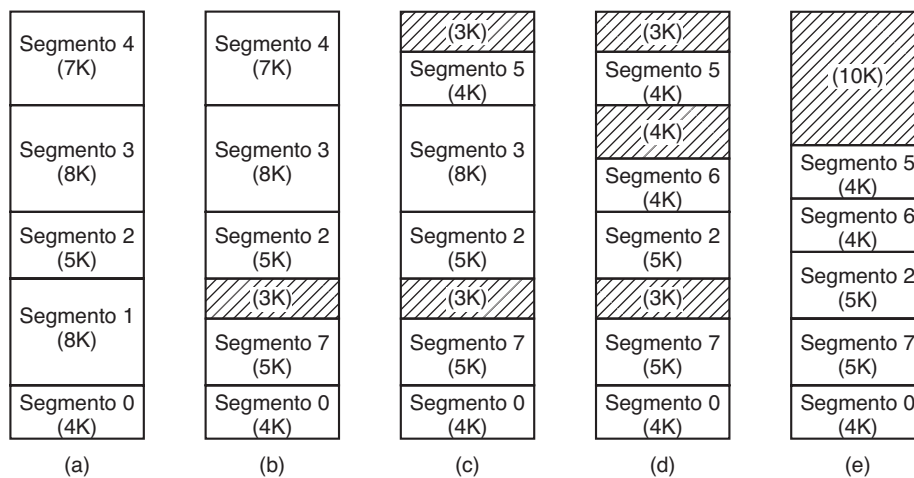 Segmento 4
(7K)
Segmento 3
(8K)
Segmento 2
(5K)
Segmento 1
(8K)
Segmento 0
(4K)
(a)
Segmento 4
(7K)
Segmento 3
(8K)
Segmento 2
(5K)
(3K)
Segmento 7
(5K)
Segmento 0
(4K)
(b)
(3K)
Segmento 5
(4K)
Segmento 3
(8K)
Segmento 2
(5K)
(3K)
Segmento 7
(5K)
Segmento 0
(4K)
(c)
(3K)
Segmento 5
(4K)
(4K)
Segmento 6
(4K)
Segmento 2
(5K)
(3K)
Segmento 7
(5K)
Segmento 0
(4K)
(d)
(10K)
Segmento 5
(4K)
Segmento 6
(4K)
Segmento 2
(5K)
Segmento 7
(5K)
Segmento 0
(4K)
(e)